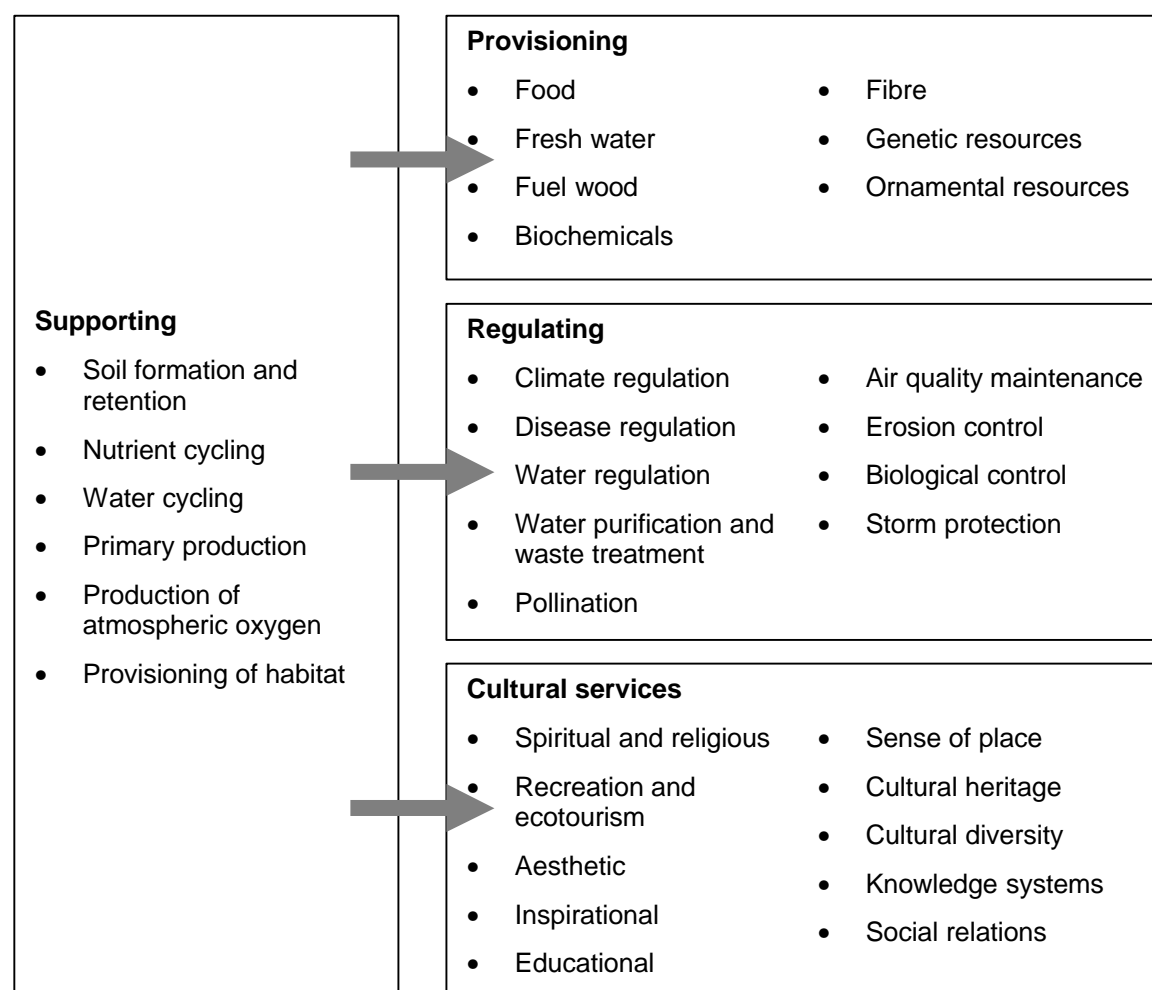 Supporting
• Soil formation and
retention
• Nutrient cycling
• Water cycling
• Primary production
• Production of
atmospheric oxygen
• Provisioning of habitat
Provisioning
• Food
• Fresh water
• Fuel wood
• Biochemicals
• Fibre
• Genetic resources
• Ornamental resources
Regulating
• Climate regulation
• Disease regulation
Water regulation
• Water purification and
waste treatment
• Pollination
• Air quality maintenance
• Erosion control
• Biological control
• Storm protection
Cultural services
• Spiritual and religious
• Recreation and
ecotourism
• Aesthetic
• Inspirational
• Educational
• Sense of place
• Cultural heritage
• Cultural diversity
• Knowledge systems
• Social relations